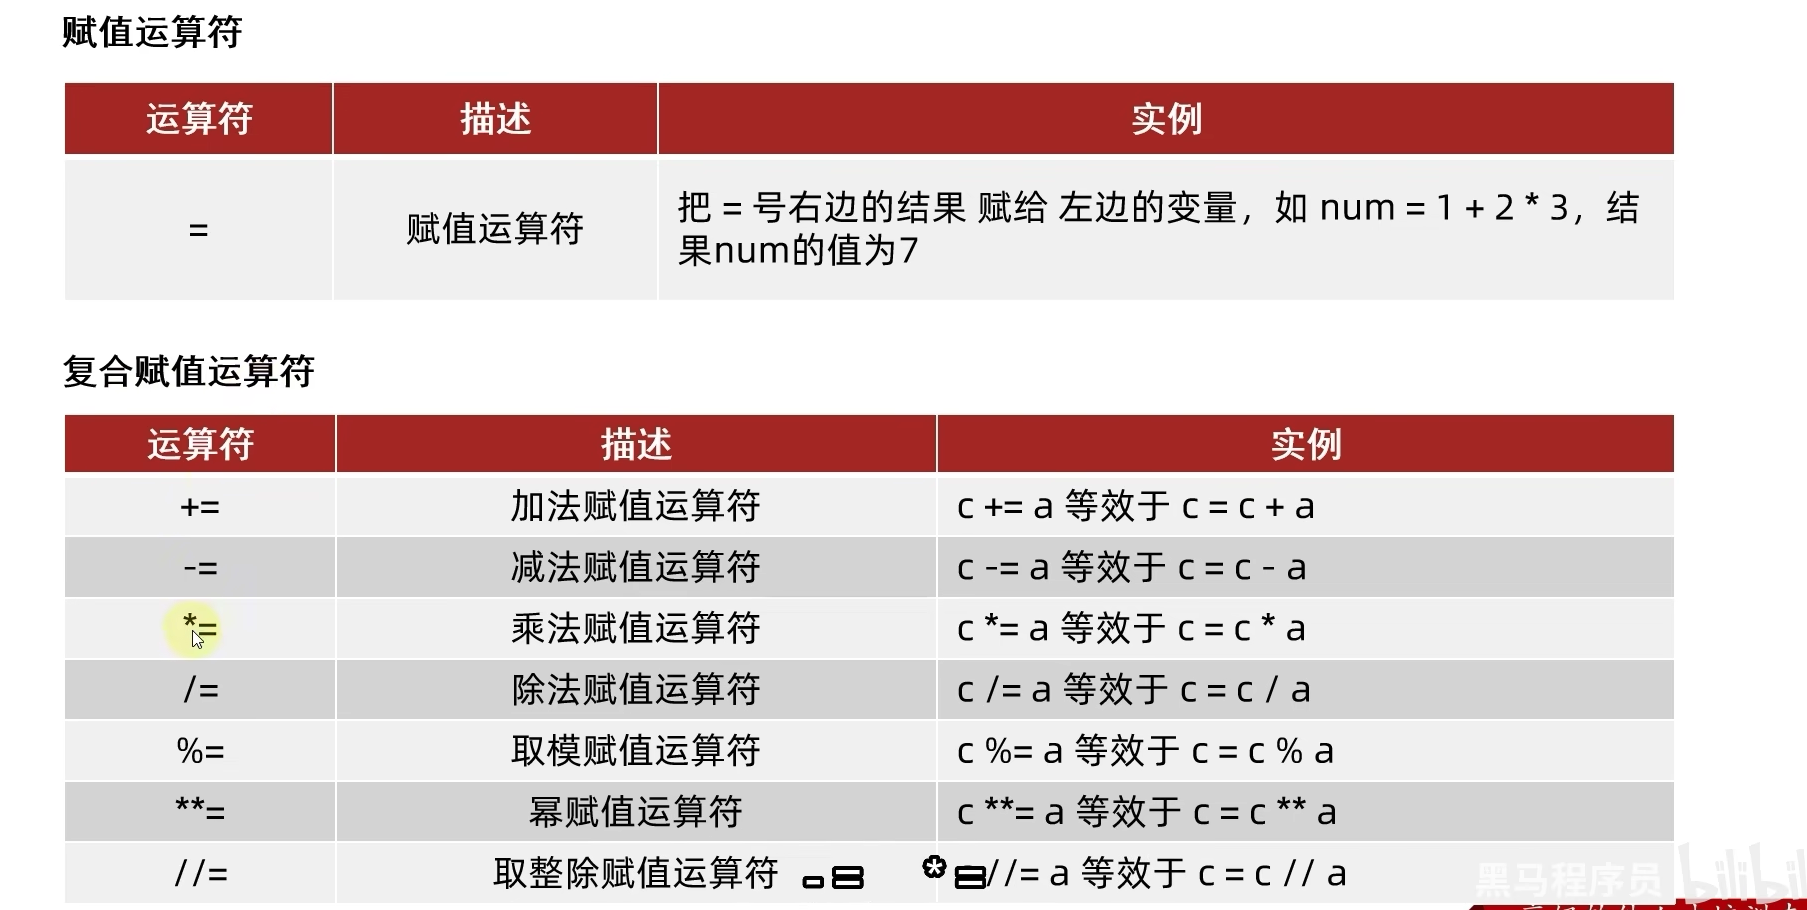 赋值运算符
运算符 描述 实例
= 赋值运算符 把 = 号右边的结果 赋给 左边的变量，如 num = 1 + 2 * 3，结
果num的值为7
复合赋值运算符
运算符 描述 实例
+= 加法赋值运算符 c += a 等效于 c = c + a
-= 减法赋值运算符 c -= a 等效于 c = c - a
*= 乘法赋值运算符 c *= a 等效于 c = c * a
/= 除法赋值运算符 c /= a 等效于 c = c / a
%= 取模赋值运算符 c %= a 等效于 c = c % a
**= 幂赋值运算符 c **= a 等效于 c = c ** a
//= 取整除赋值运算符 //= a 等效于 c = c // a
-= *=
黑马程序员 bilibili